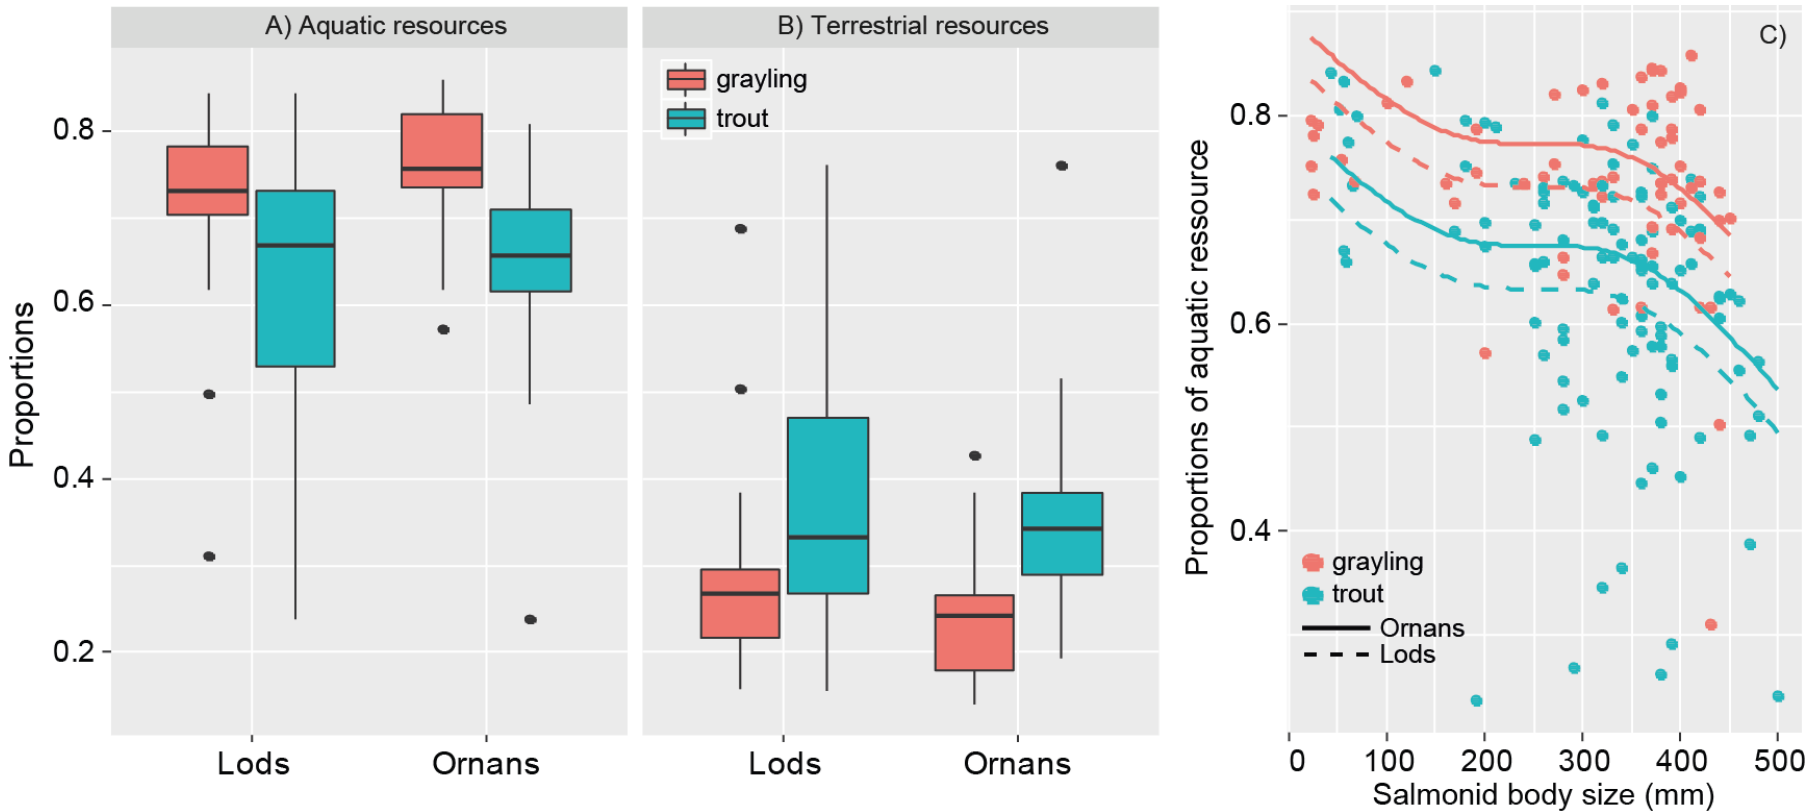 A) Aquatic resources
B) Terrestrial resources
C)
grayling
trout
Proportions
0.8
0.6
0.4
0.2
Lods
Ornans
Lods
Ornans
Proportions of aquatic ressource
0.8
0.6
0.4
grayling
trout
Ornans
Lods
0
100
200
300
400
500
Salmonid body size (mm)